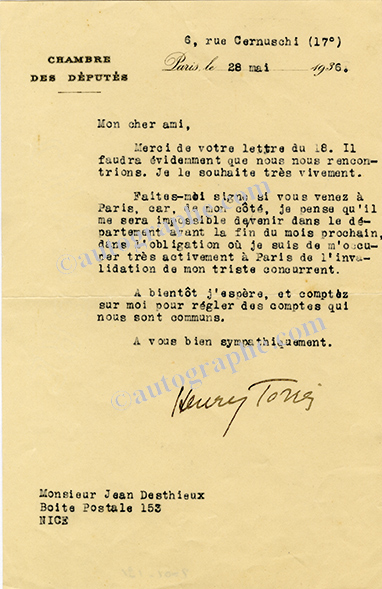 6, rue Cernuschi (17°)
CHAMBRE
DES DÉPUTÉS
Paris, le 28 mai 1936.
Mon cher ami,
Merci de votre lettre du 18. Il
faudra évidemment que nous nous rencon-
trions. Je le souhaite très vivement.
Faites-moi signe si vous venez à
Paris, car, de mon côté, je pense qu'il
me sera impossible devenir dans le dé-
partement avant la fin du mois prochain,
dans l'obligation où je suis de m'occu-
per très activement à Paris de l'inva-
lidation de mon triste concurrent.
A bientôt j'espère, et comptez
sur moi pour régler des comptes qui
nous sont communs.
A vous bien sympathiquement.
Henry Torrès
Monsieur Jean Desthieux
Boite Postale 153
NICE
©autographe.com
©autographe.com